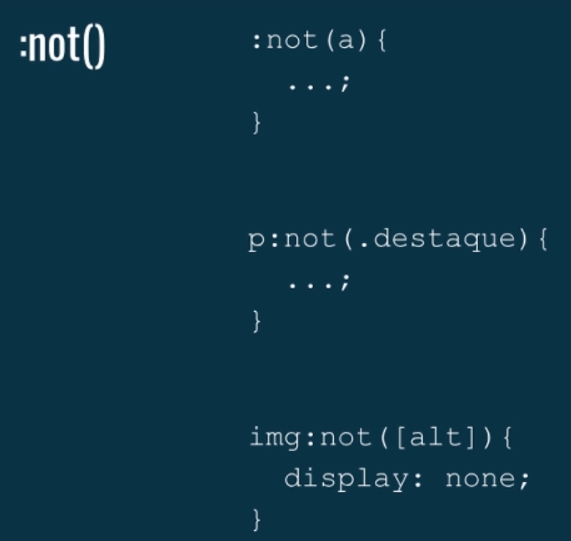 :not()
:not(a){
...;
}
p:not(.destaque){
...;
}
img:not([alt]){
display: none;
}